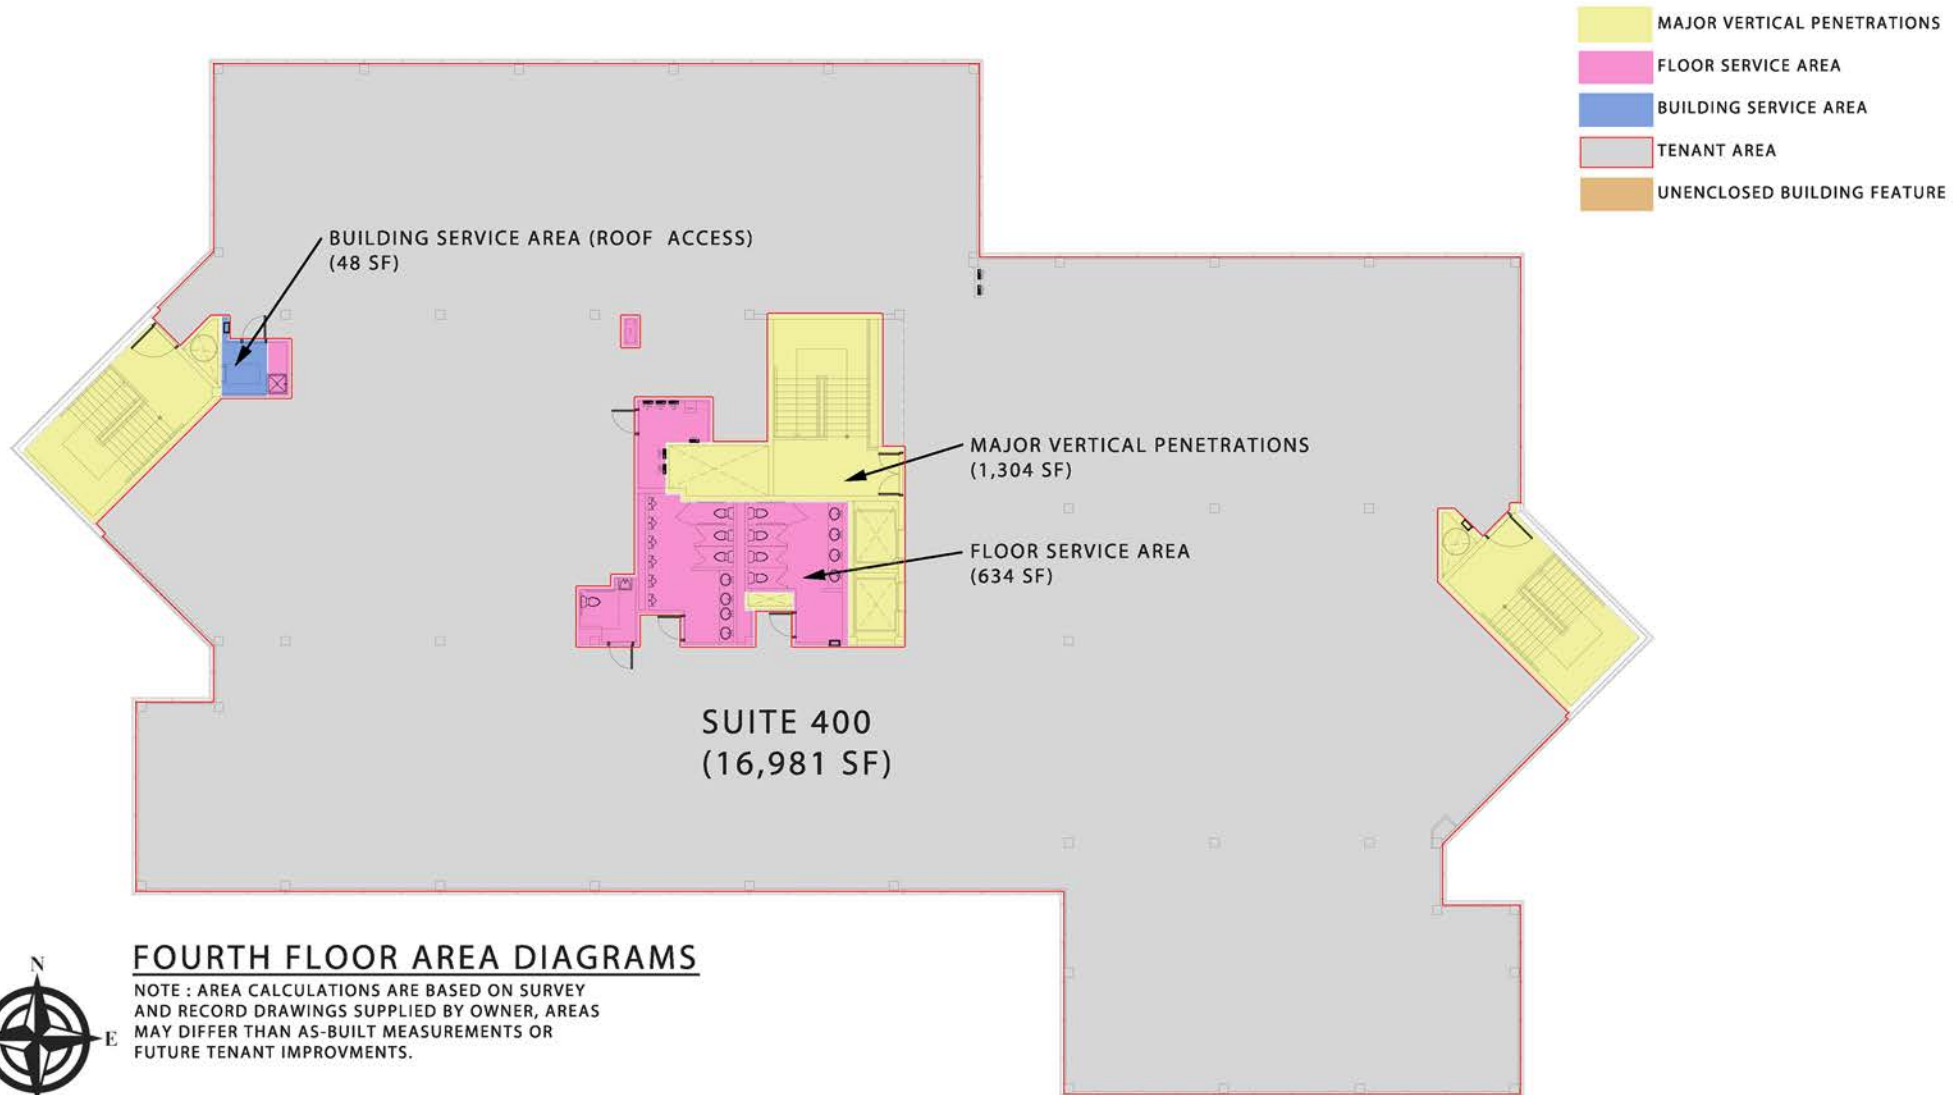 MAJOR VERTICAL PENETRATIONS
FLOOR SERVICE AREA
BUILDING SERVICE AREA
TENANT AREA
UNENCLOSED BUILDING FEATURE
BUILDING SERVICE AREA (ROOF ACCESS)
(48 SF)
MAJOR VERTICAL PENETRATIONS
(1,304 SF)
FLOOR SERVICE AREA
(634 SF)
SUITE 400
(16,981 SF)
FOURTH FLOOR AREA DIAGRAMS
NOTE : AREA CALCULATIONS ARE BASED ON SURVEY
AND RECORD DRAWINGS SUPPLIED BY OWNER, AREAS
MAY DIFFER THAN AS-BUILT MEASUREMENTS OR
FUTURE TENANT IMPROVMENTS.
N
E